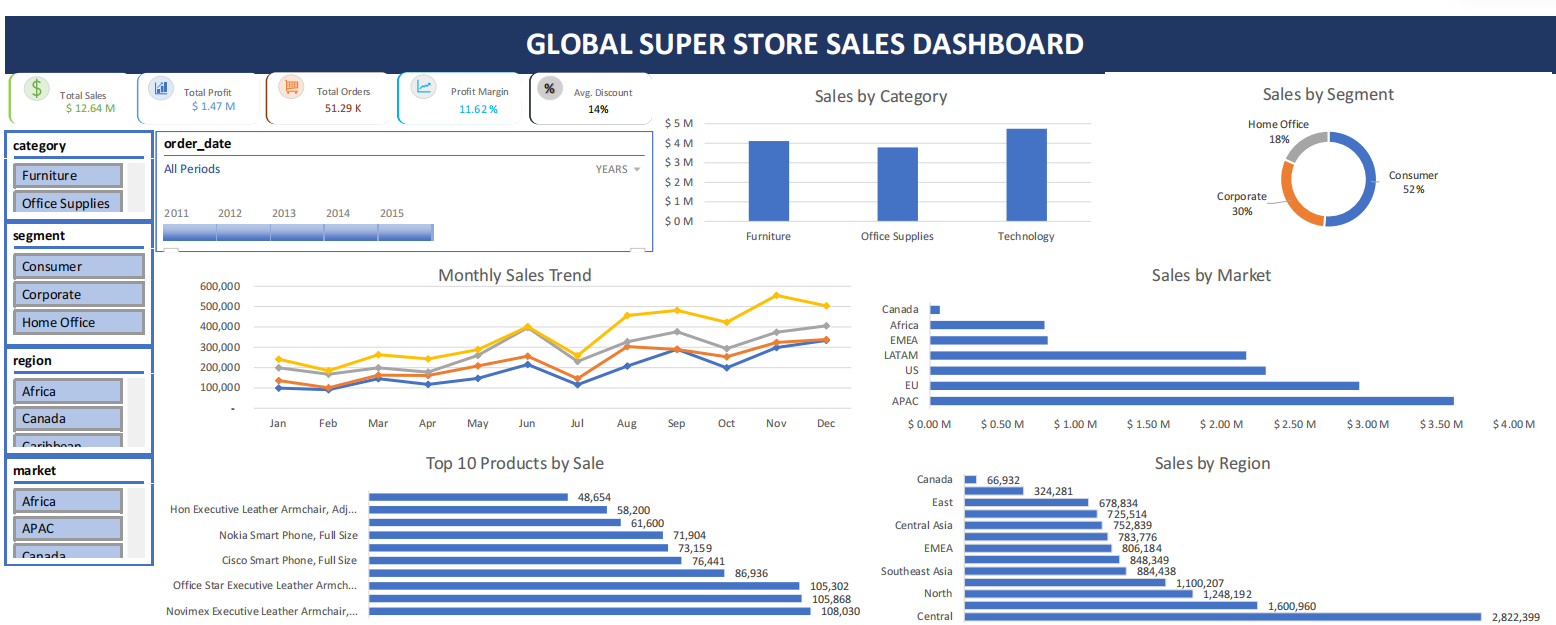 GLOBAL SUPER STORE SALES DASHBOARD
$
Total Sales
$ 12.64 M
Total Profit
$ 1.47 M
Total Orders
51.29 K
Profit Margin
11.62 %
%
Avg. Discount
14%
category
Furniture
Office Supplies
segment
Consumer
Corporate
Home Office
region
Africa
Canada
Caribbean
market
Africa
APAC
Canada
order_date
All Periods
YEARS
2011 2012 2013 2014 2015
Sales by Category
$ 5 M
$ 4 M
$ 3 M
$ 2 M
$ 1 M
$ 0 M
Furniture Office Supplies Technology
Sales by Segment
Home Office
18%
Consumer
52%
Corporate
30%
Monthly Sales Trend
600,000
500,000
400,000
300,000
200,000
100,000
-
Jan Feb Mar Apr May Jun Jul Aug Sep Oct Nov Dec
Sales by Market
Canada
Africa
EMEA
LATAM
US
EU
APAC
$ 0.00 M $ 0.50 M $ 1.00 M $ 1.50 M $ 2.00 M $ 2.50 M $ 3.00 M $ 3.50 M $ 4.00 M
Top 10 Products by Sale
48,654
Hon Executive Leather Armchair, Adj... 58,200
61,600
Nokia Smart Phone, Full Size 71,904
73,159
Cisco Smart Phone, Full Size 76,441
86,936
Office Star Executive Leather Armch... 105,302
105,868
Novimex Executive Leather Armchair,... 108,030
Sales by Region
Canada 66,932
324,281
East 678,834
725,514
Central Asia 752,839
783,776
EMEA 806,184
848,349
Southeast Asia 884,438
1,100,207
North 1,248,192
1,600,960
Central 2,822,399